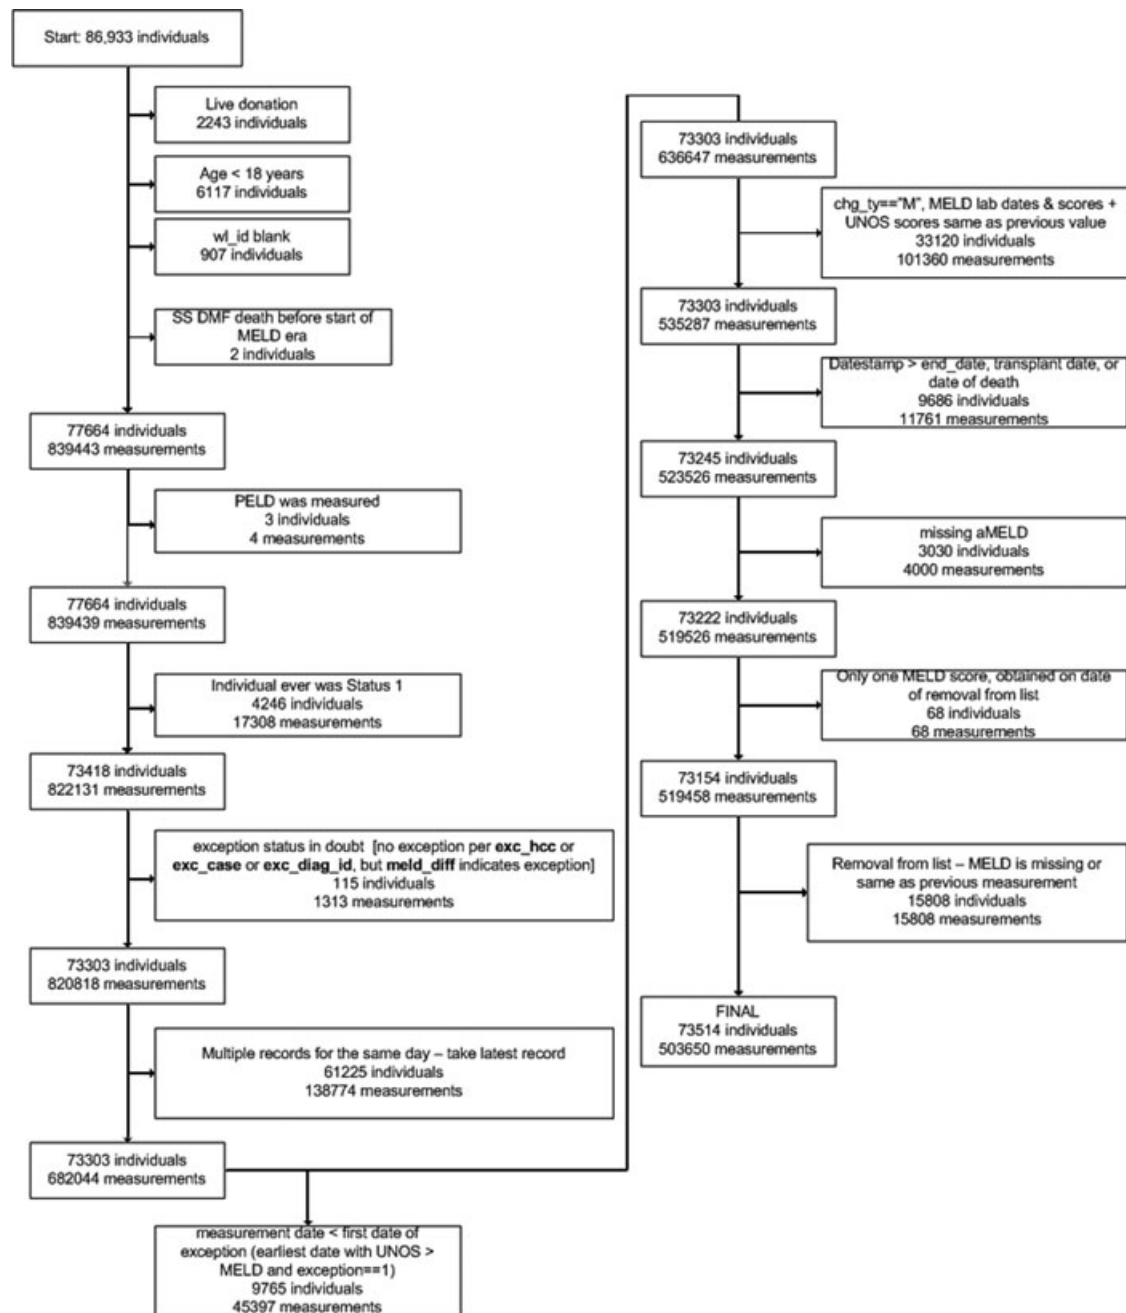 Start: 86,933 individuals
Live donation
2243 individuals
Age < 18 years
6117 individuals
wl_id blank
907 individuals
SS DMF death before start of
MELD era
2 individuals
77664 individuals
839443 measurements
PELD was measured
3 individuals
4 measurements
77664 individuals
839439 measurements
Individual ever was Status 1
4246 individuals
17308 measurements
73418 individuals
822131 measurements
exception status in doubt [no exception per exc_hcc or
exc_case or exc_diag_id, but meld_diff indicates exception]
115 individuals
1313 measurements
73303 individuals
820818 measurements
Multiple records for the same day – take latest record
61225 individuals
138774 measurements
73303 individuals
682044 measurements
measurement date < first date of
exception (earliest date with UNOS >
MELD and exception==1)
9765 individuals
45397 measurements
73303 individuals
636647 measurements
chg_ty=="M", MELD lab dates & scores +
UNOS scores same as previous value
33120 individuals
101360 measurements
73303 individuals
535287 measurements
Datestamp > end_date, transplant date, or
date of death
9686 individuals
11761 measurements
73245 individuals
523526 measurements
missing aMELD
3030 individuals
4000 measurements
73222 individuals
519526 measurements
Only one MELD score, obtained on date
of removal from list
68 individuals
68 measurements
73154 individuals
519458 measurements
Removal from list – MELD is missing or
same as previous measurement
15808 individuals
15808 measurements
FINAL
73514 individuals
503650 measurements